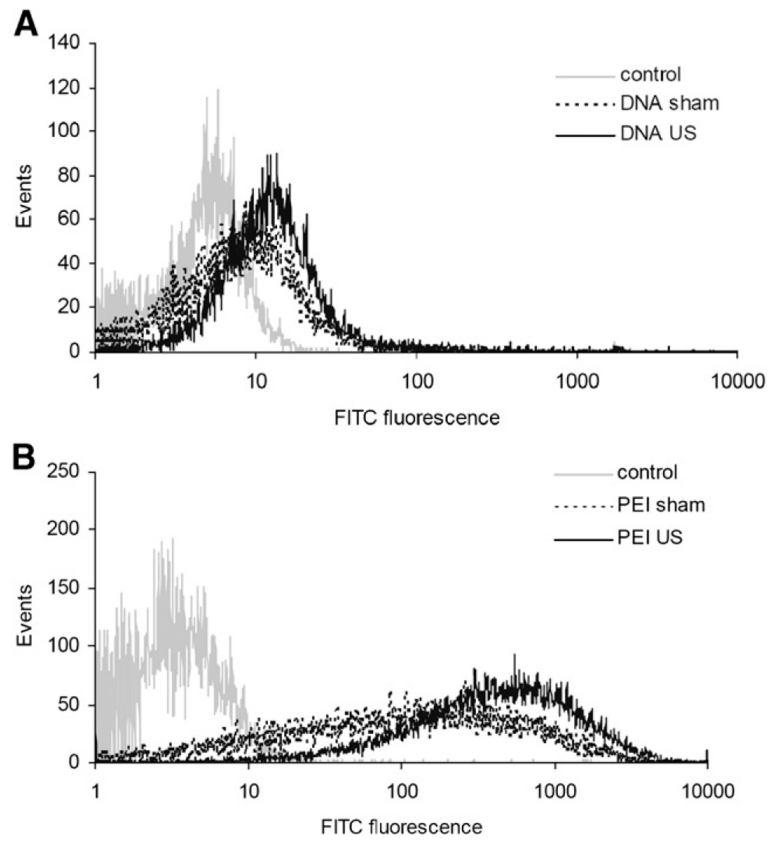 A
140
120
100
80
60
40
20
0
Events
control
DNA sham
DNA US
1 10 100 1000 10000
FITC fluorescence
B
250
200
150
100
50
0
Events
control
PEI sham
PEI US
1 10 100 1000 10000
FITC fluorescence